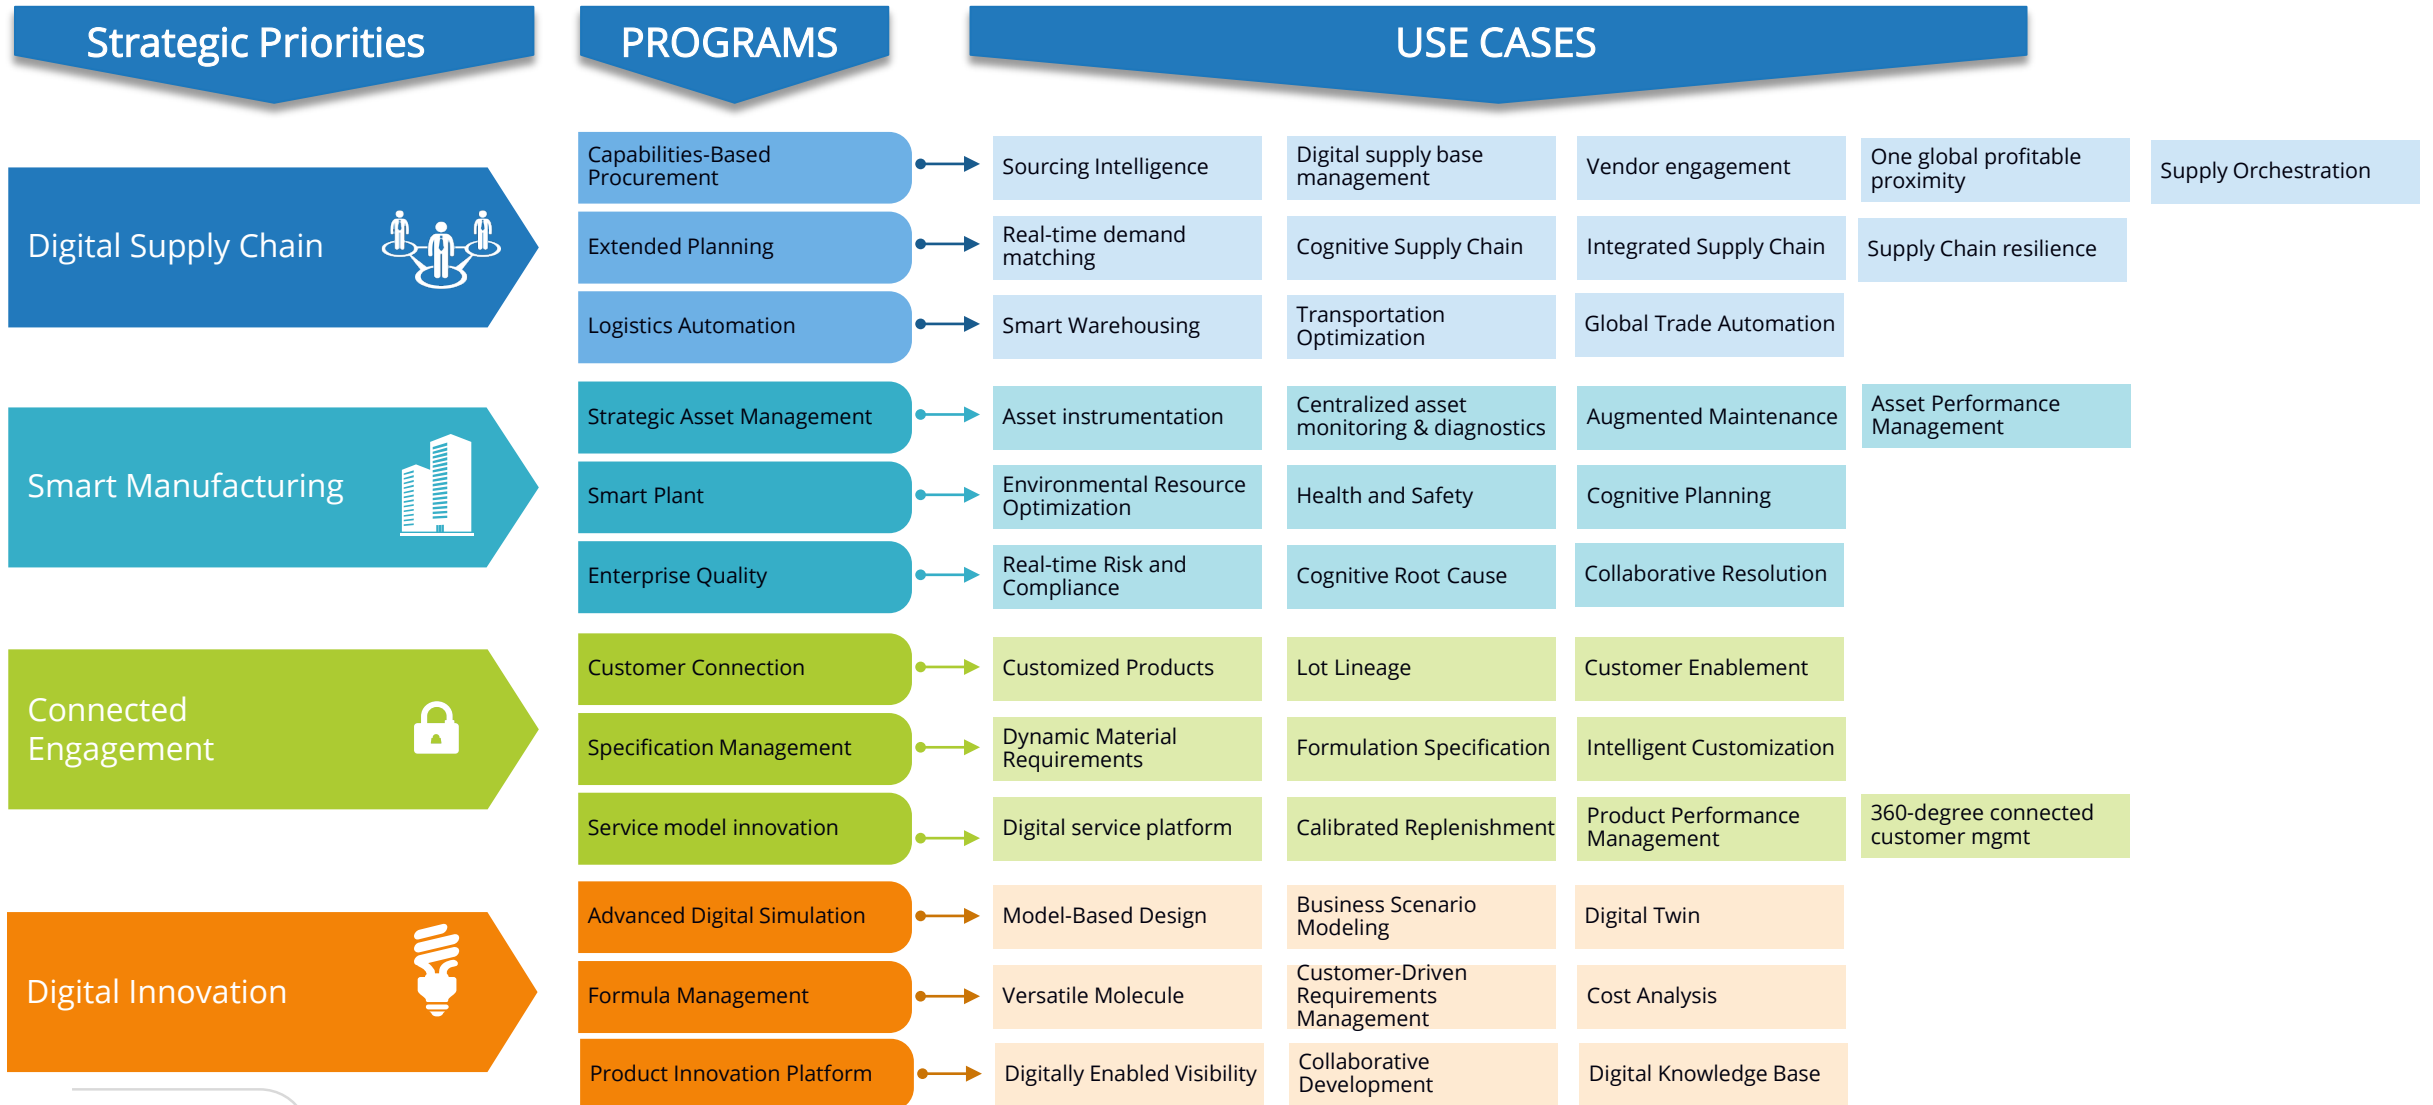 Strategic Priorities
PROGRAMS
USE CASES
Digital Supply Chain
Capabilities-Based
Procurement
Sourcing Intelligence
Digital supply base
management
Vendor engagement
One global profitable
proximity
Supply Orchestration
Extended Planning
Real-time demand
matching
Cognitive Supply Chain
Integrated Supply Chain
Supply Chain resilience
Logistics Automation
Smart Warehousing
Transportation
Optimization
Global Trade Automation
Smart Manufacturing
Strategic Asset Management
Asset instrumentation
Centralized asset
monitoring & diagnostics
Augmented Maintenance
Asset Performance
Management
Smart Plant
Environmental Resource
Optimization
Health and Safety
Cognitive Planning
Enterprise Quality
Real-time Risk and
Compliance
Cognitive Root Cause
Collaborative Resolution
Connected
Engagement
Customer Connection
Customized Products
Lot Lineage
Customer Enablement
Specification Management
Dynamic Material
Requirements
Formulation Specification
Intelligent Customization
Service model innovation
Digital service platform
Calibrated Replenishment
Product Performance
Management
360-degree connected
customer mgmt
Digital Innovation
Advanced Digital Simulation
Model-Based Design
Business Scenario
Modeling
Digital Twin
Formula Management
Versatile Molecule
Customer-Driven
Requirements
Management
Cost Analysis
Product Innovation Platform
Digitally Enabled Visibility
Collaborative
Development
Digital Knowledge Base